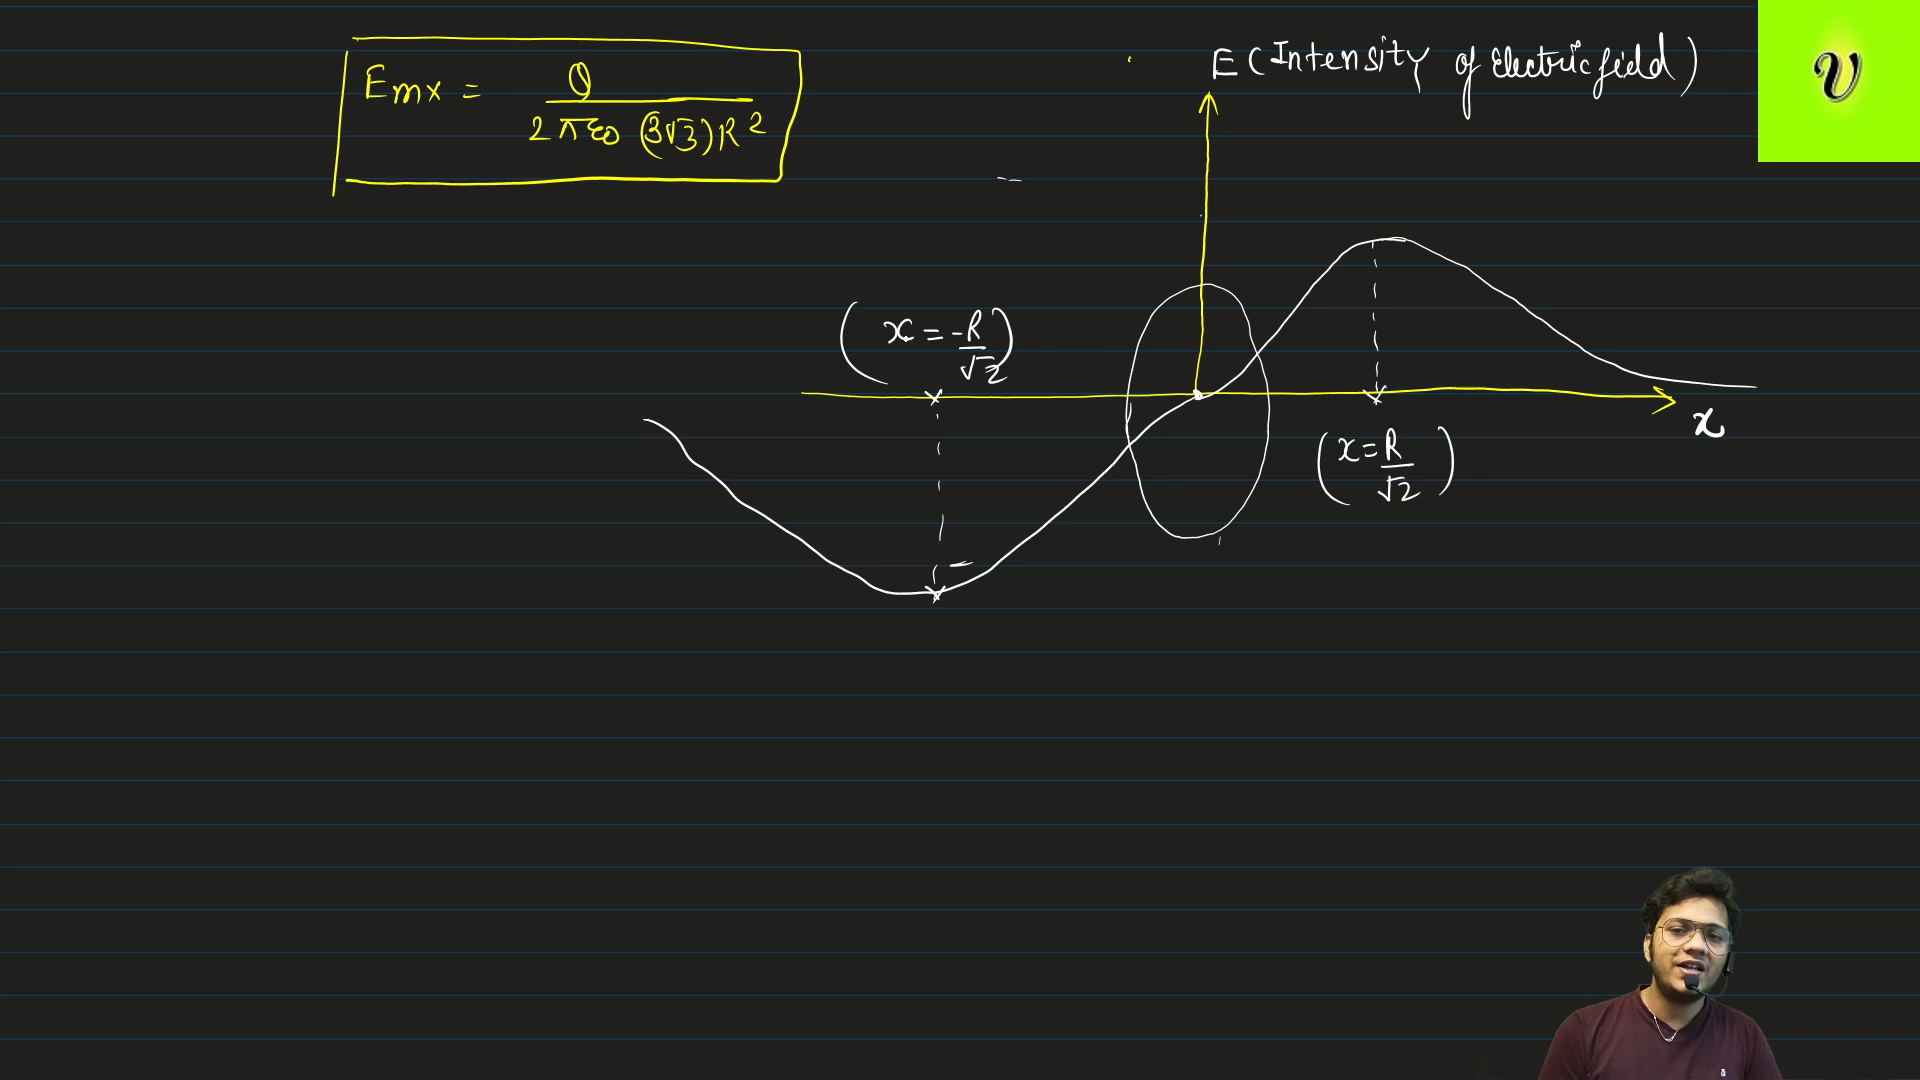 Emx = Q / 2πε0 (3√3)R²
E (Intensity of Electric field)
(x = -R/√2)
x
(x = R/√2)
v